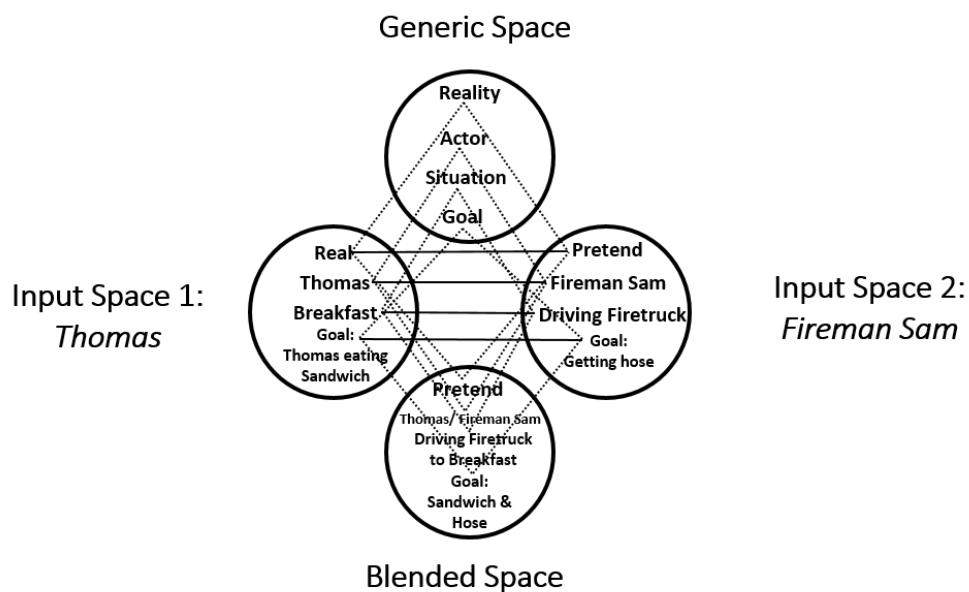 Generic Space
Reality
Actor
Situation
Goal
Input Space 1:
Thomas
Real
Thomas
Breakfast
Goal:
Thomas eating
Sandwich
Pretend
Fireman Sam
Driving Firetruck
Goal:
Getting hose
Input Space 2:
Fireman Sam
Pretend
Thomas/ Fireman Sam
Driving Firetruck
to Breakfast
Goal:
Sandwich &
Hose
Blended Space